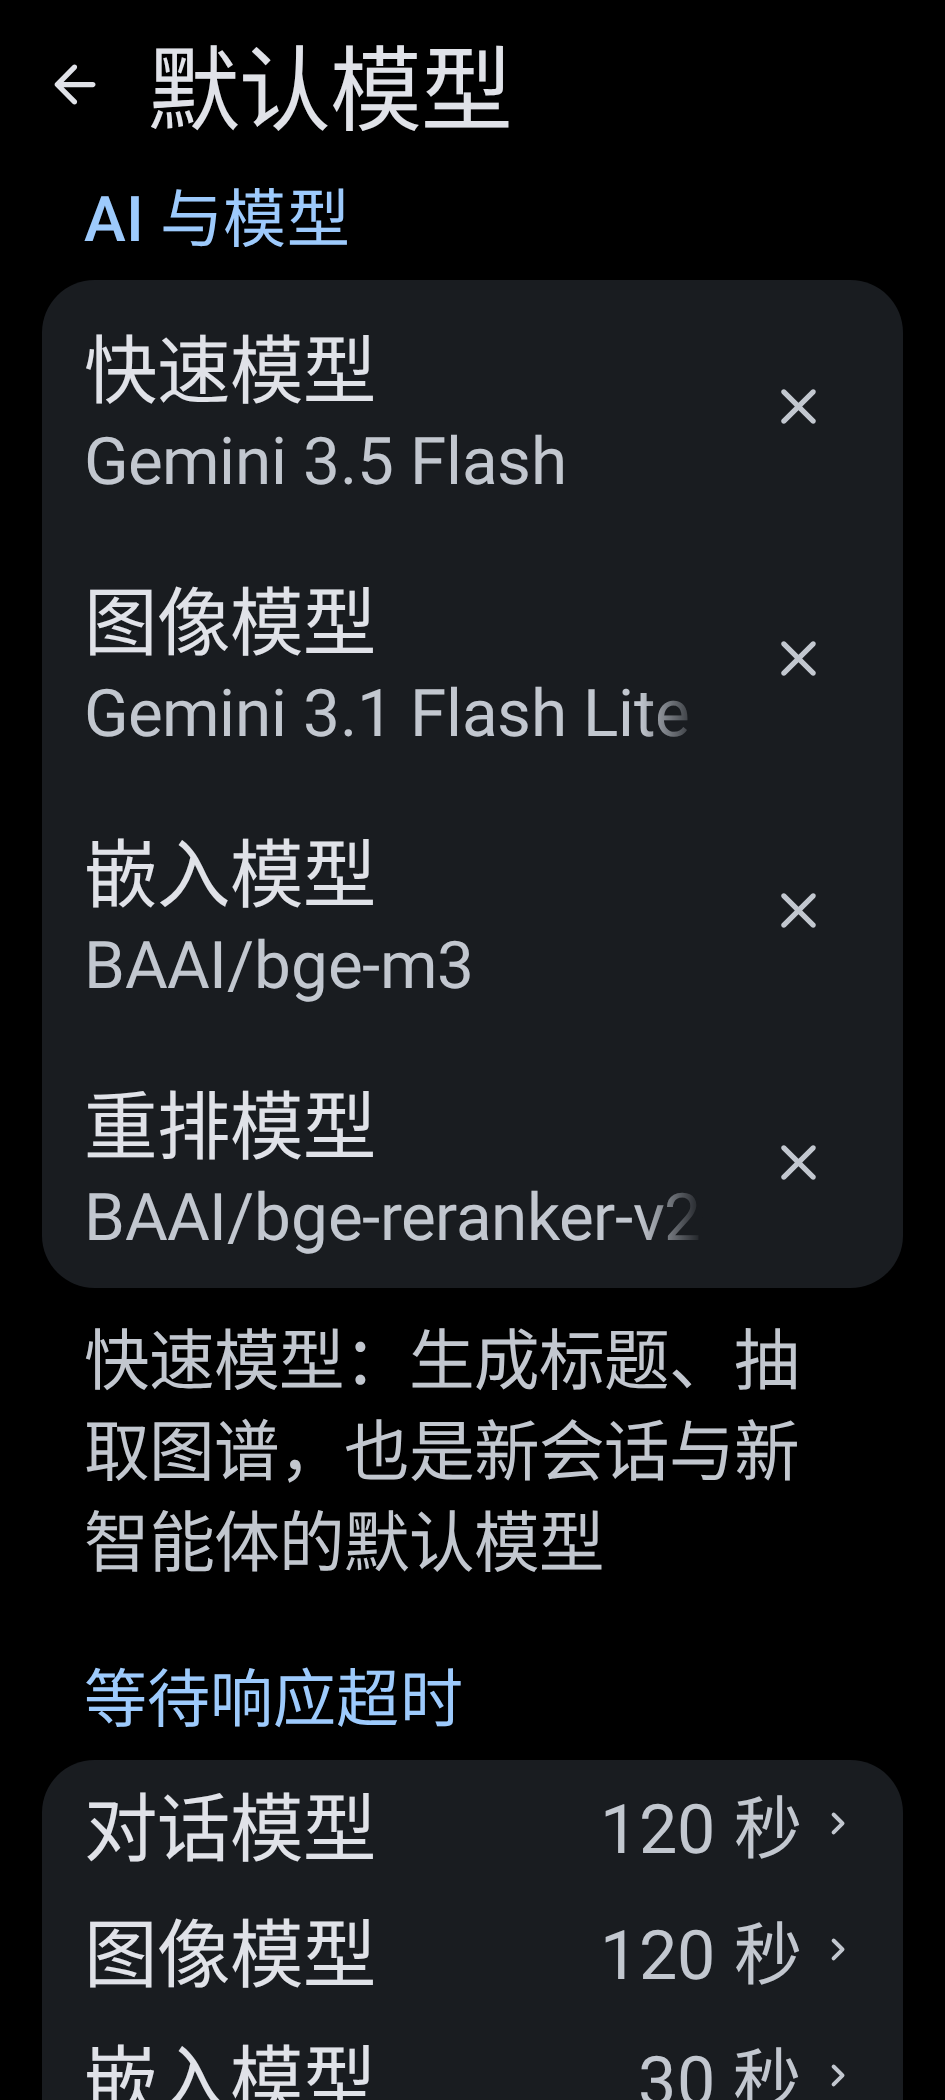 默认模型
AI 与模型
快速模型
Gemini 3.5 Flash
图像模型
Gemini 3.1 Flash Lite
嵌入模型
BAAI/bge-m3
重排模型
BAAI/bge-reranker-v2
快速模型：生成标题、抽
取图谱，也是新会话与新
智能体的默认模型
等待响应超时
对话模型 120 秒
图像模型 120 秒
嵌入模型 30 秒